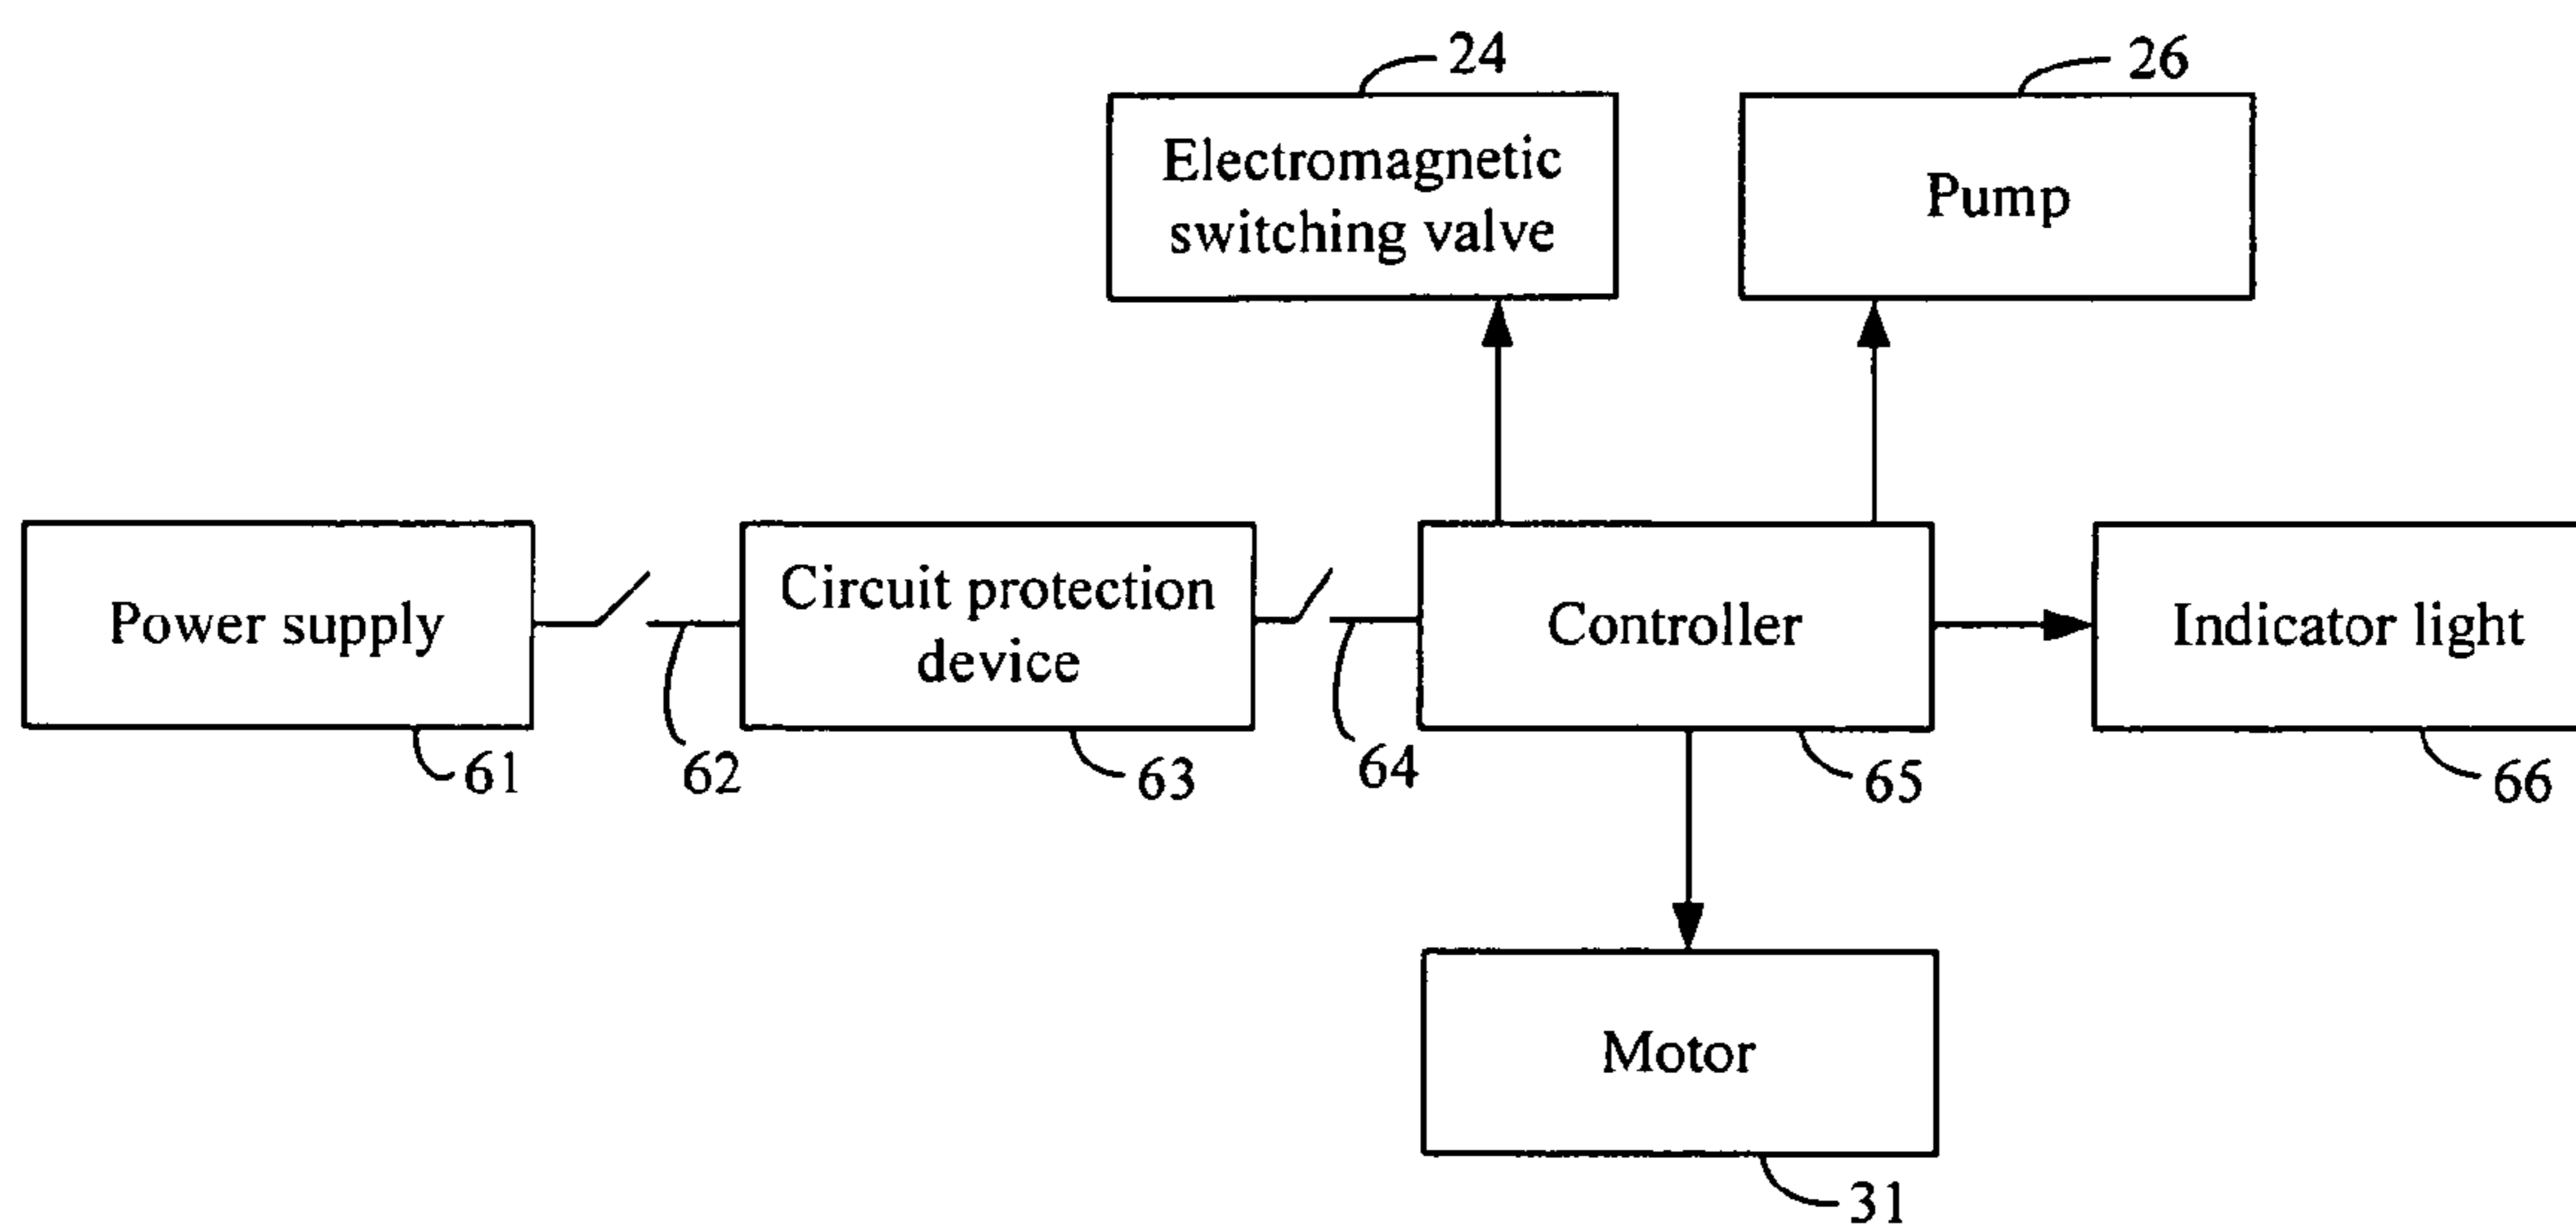 24
26
Electromagnetic
switching valve
Pump
Power supply
Circuit protection
device
Controller
Indicator light
61
62
63
64
65
66
Motor
31